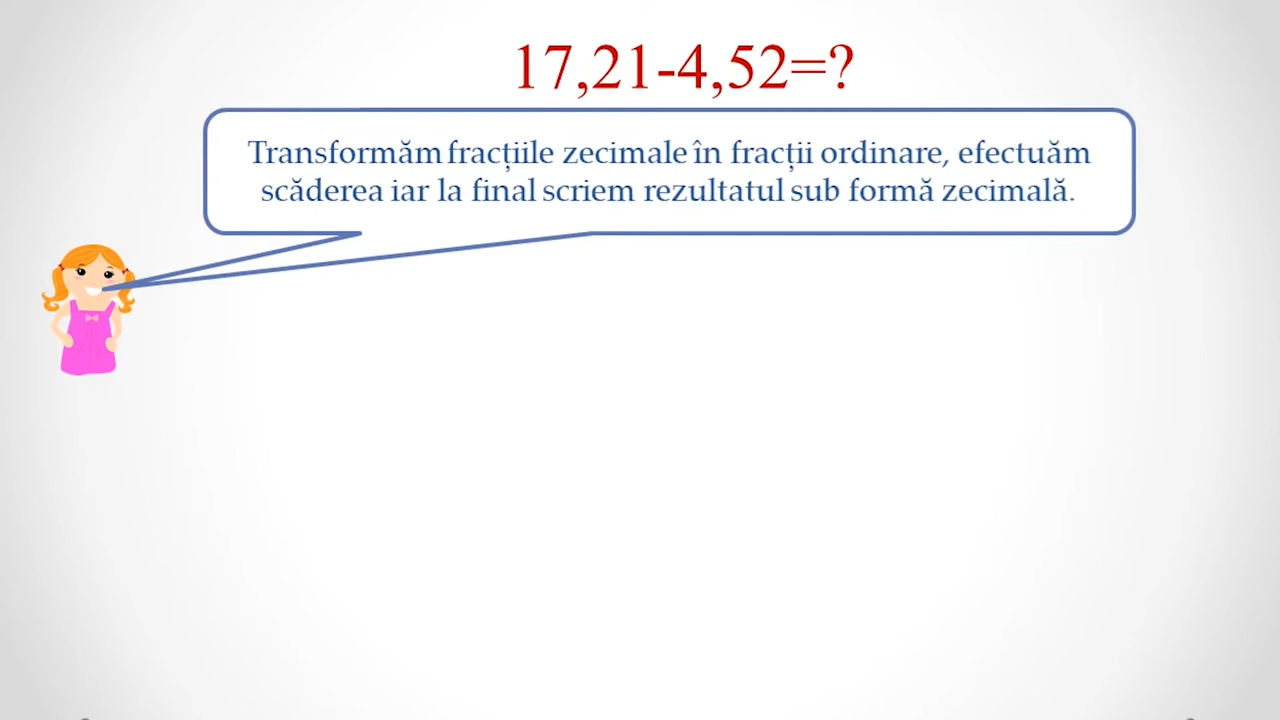 17,21-4,52=?
Transformăm fracțiile zecimale în fracții ordinare, efectuăm
scăderea iar la final scriem rezultatul sub formă zecimală.